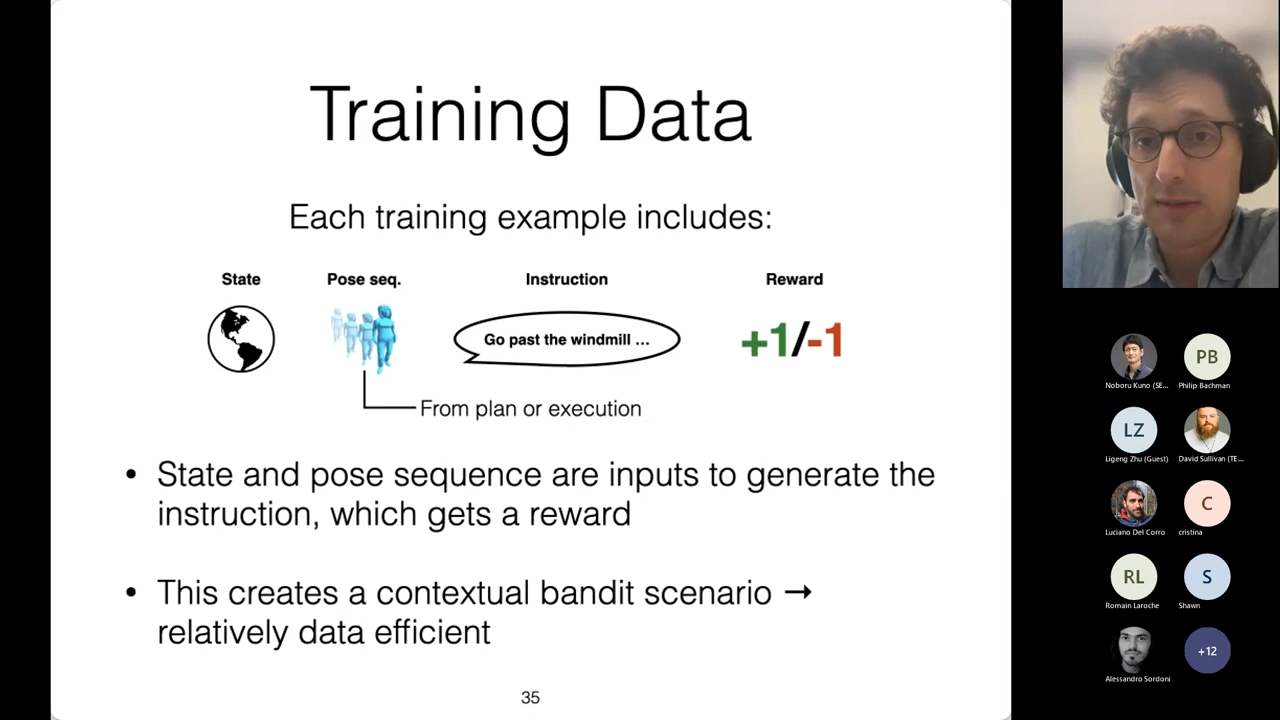 Training Data
Each training example includes:
State
Pose seq.
Instruction
Reward
Go past the windmill ...
+1/-1
From plan or execution
• State and pose sequence are inputs to generate the
instruction, which gets a reward
• This creates a contextual bandit scenario →
relatively data efficient
35
Noboru Kuno (SE...
PB
Philip Bachman
LZ
Ligeng Zhu (Guest)
David Sullivan (TE...
Luciano Del Corro
C
cristina
RL
Romain Laroche
S
Shawn
Alessandro Sordoni
+12